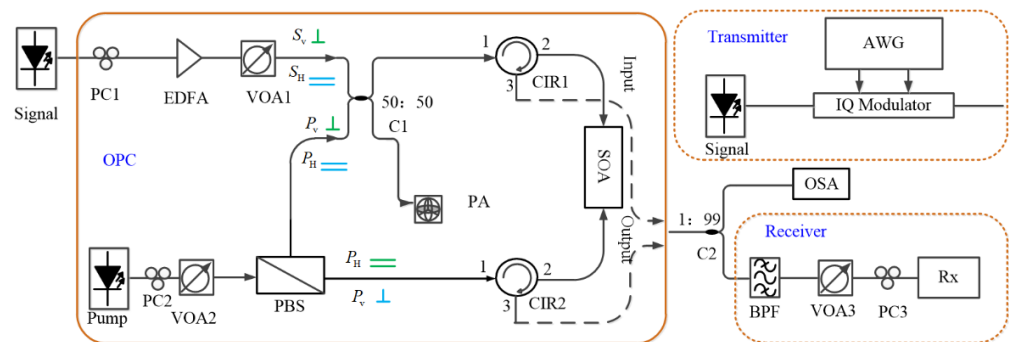 Signal
PC1
EDFA
VOA1
Sv ⊥
SH
50：50
C1
Pv ⊥
PH
OPC
PA
1
2
3
CIR1
Input
SOA
Output
Pump
PC2
VOA2
PBS
PH
Pv ⊥
1
2
3
CIR2
Transmitter
AWG
IQ Modulator
Signal
OSA
1：99
C2
Receiver
BPF
VOA3
PC3
Rx